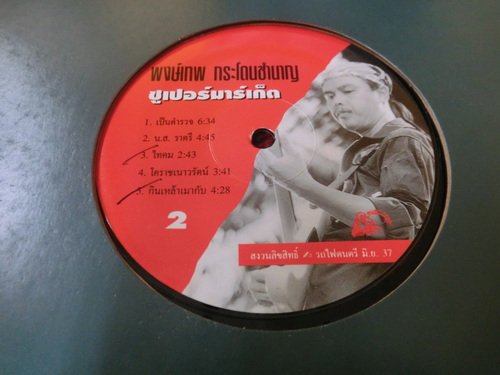 พงษ์เทพ กระโดนชำนาญ
ซูเปอร์มาร์เก็ต
1. เป็นตำรวจ 6:34
2. น.ส. ราตรี 4:45
3. ไทคม 2:43
4. โคราชเนาวรัตน์ 3:41
5. กินเหล้าเมากับ 4:28
2
สงวนลิขสิทธิ์ รถไฟดนตรี มิ.ย. 37